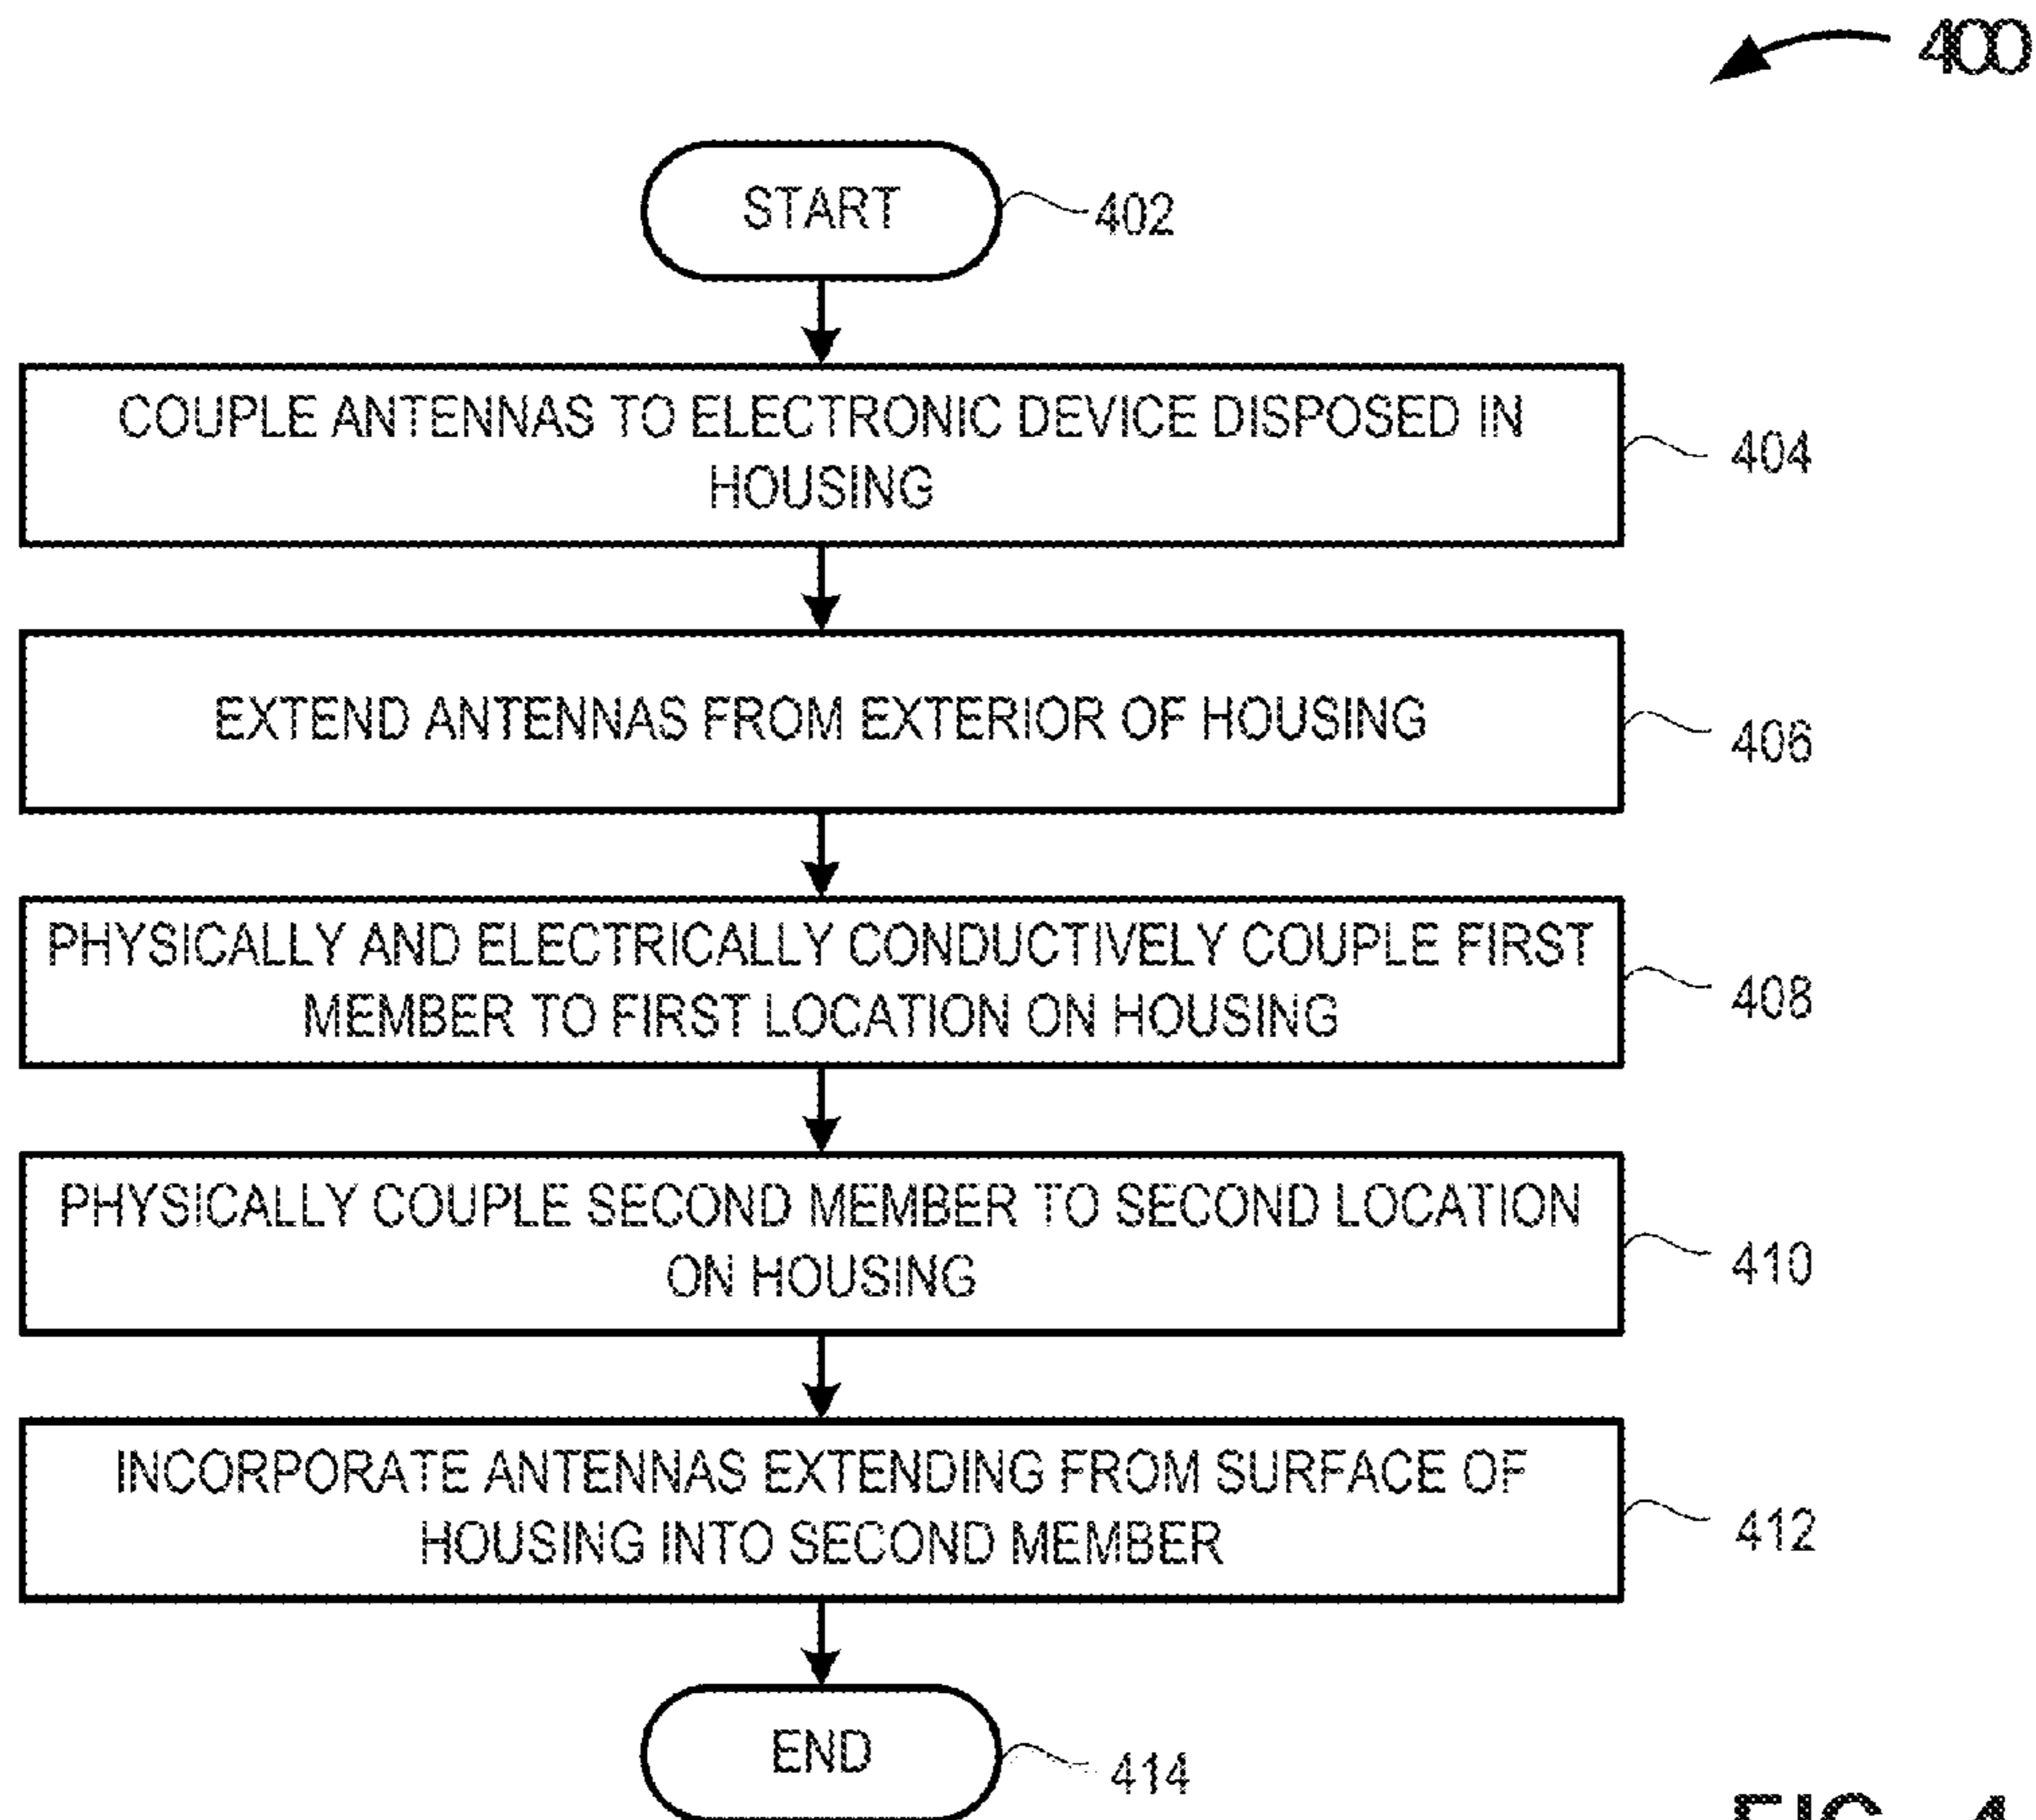 400
START
402
COUPLE ANTENNAS TO ELECTRONIC DEVICE DISPOSED IN
HOUSING
404
EXTEND ANTENNAS FROM EXTERIOR OF HOUSING
406
PHYSICALLY AND ELECTRICALLY CONDUCTIVELY COUPLE FIRST
MEMBER TO FIRST LOCATION ON HOUSING
408
PHYSICALLY COUPLE SECOND MEMBER TO SECOND LOCATION
ON HOUSING
410
INCORPORATE ANTENNAS EXTENDING FROM SURFACE OF
HOUSING INTO SECOND MEMBER
412
END
414
FIG. 4